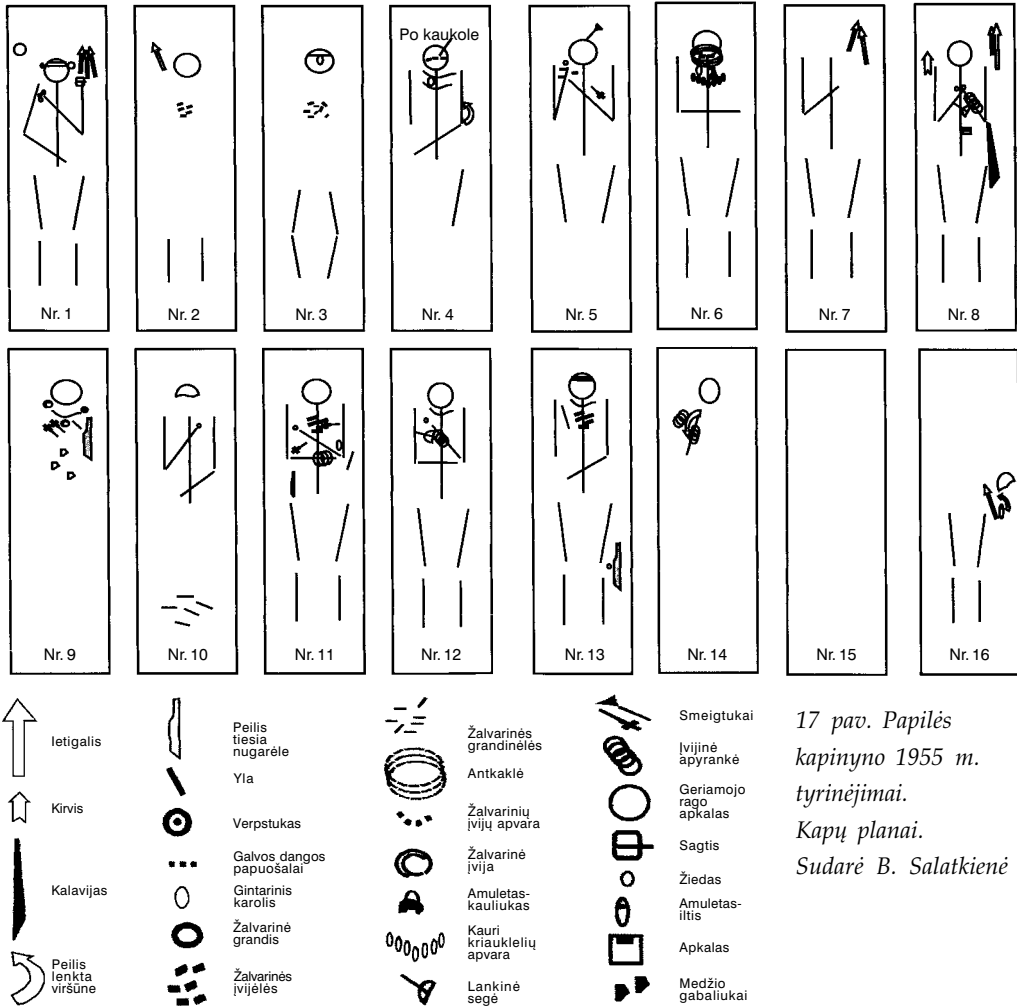 Po kaukole
Nr. 1
Nr. 2
Nr. 3
Nr. 4
Nr. 5
Nr. 6
Nr. 7
Nr. 8
Nr. 9
Nr. 10
Nr. 11
Nr. 12
Nr. 13
Nr. 14
Nr. 15
Nr. 16
Ietigalis
Kirvis
Kalavijas
Peilis
lenkta
viršūne
Peilis
tiesia
nugarėle
Yla
Verpstukas
Galvos dangos
papuošalai
Gintarinis
karolis
Žalvarinė
grandis
Žalvarinės
įvijėlės
Žalvarinės
grandinėlės
Antkaklė
Žalvarinių
įvijų apvara
Žalvarinė
įvija
Amuletas-
kauliukas
Kauri
kriauklelių
apvara
Lankinė
segė
Smeigtukai
Įvijinė
apyrankė
Geriamojo
rago
apkalas
Sagtis
Žiedas
Amuletas-
iltis
Apkalas
Medžio
gabaliukai
17 pav. Papilės
kapinyno 1955 m.
tyrinėjimai.
Kapų planai.
Sudarė B. Salatkienė